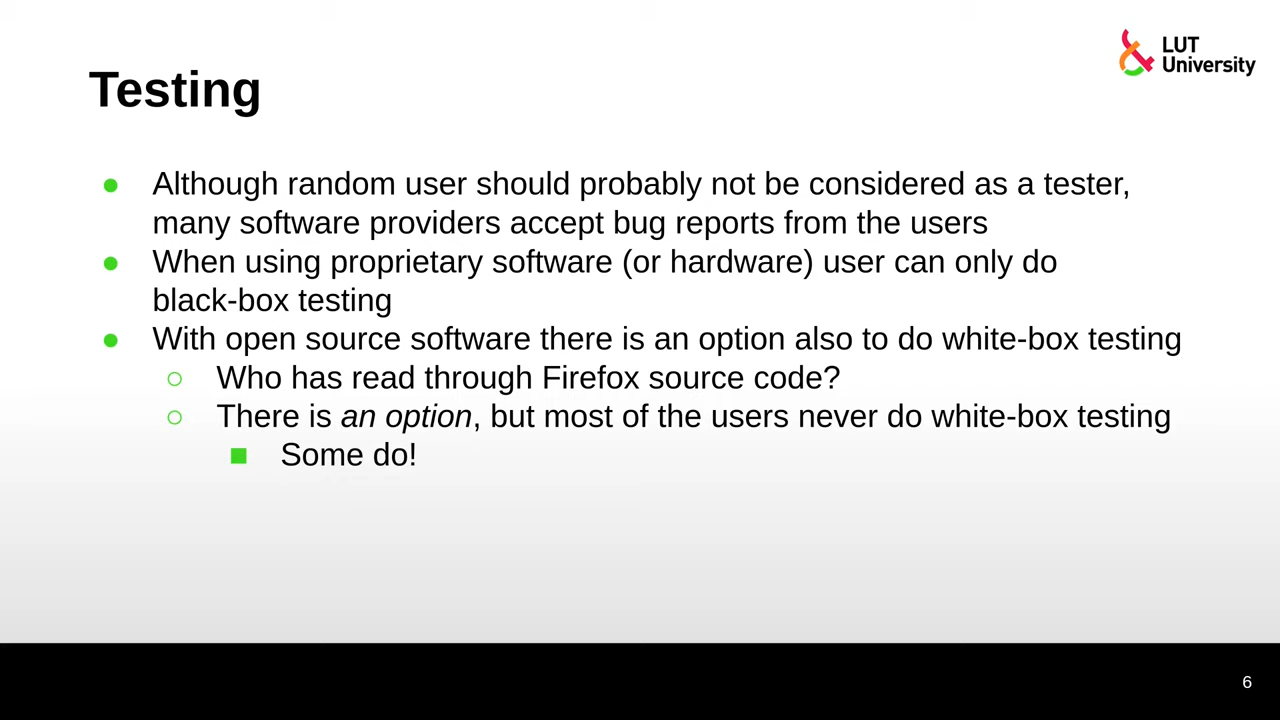 LUT
University
Testing
● Although random user should probably not be considered as a tester,
many software providers accept bug reports from the users
● When using proprietary software (or hardware) user can only do
black-box testing
● With open source software there is an option also to do white-box testing
○ Who has read through Firefox source code?
○ There is an option, but most of the users never do white-box testing
■ Some do!
6